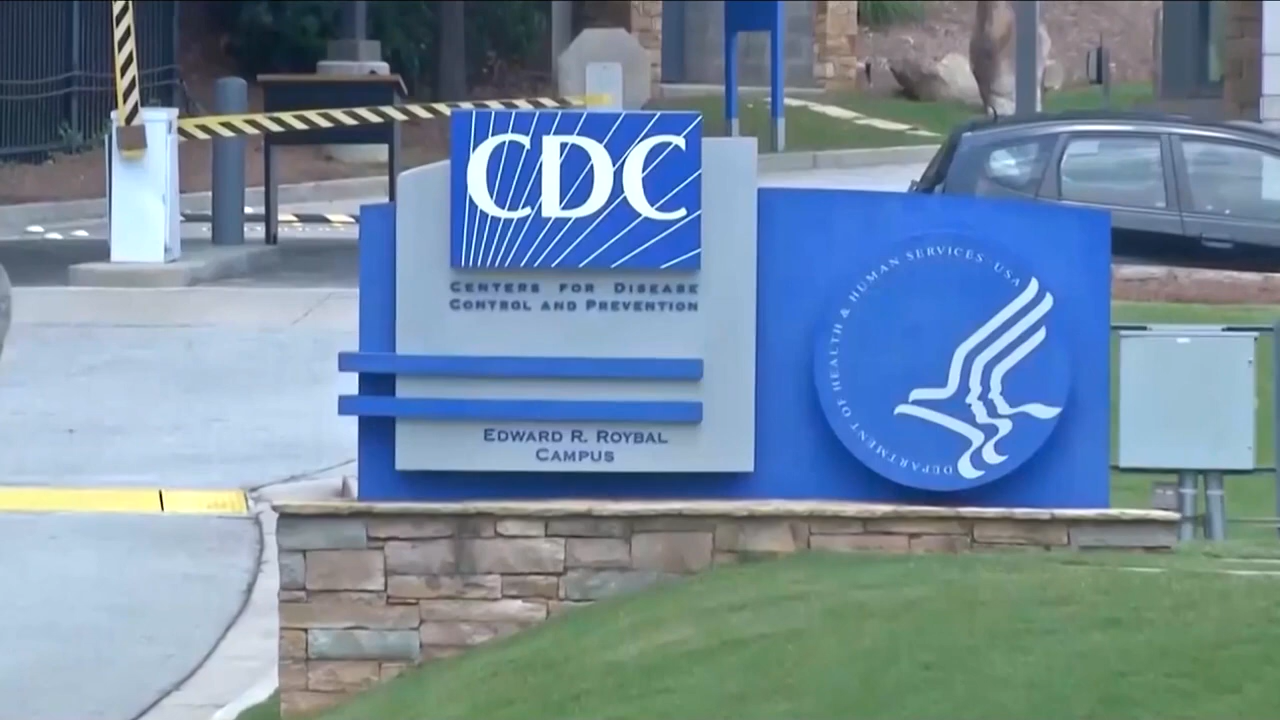 CDC
CENTERS FOR DISEASE
CONTROL AND PREVENTION
EDWARD R. ROYBAL
CAMPUS
DEPARTMENT OF HEALTH & HUMAN SERVICES · USA